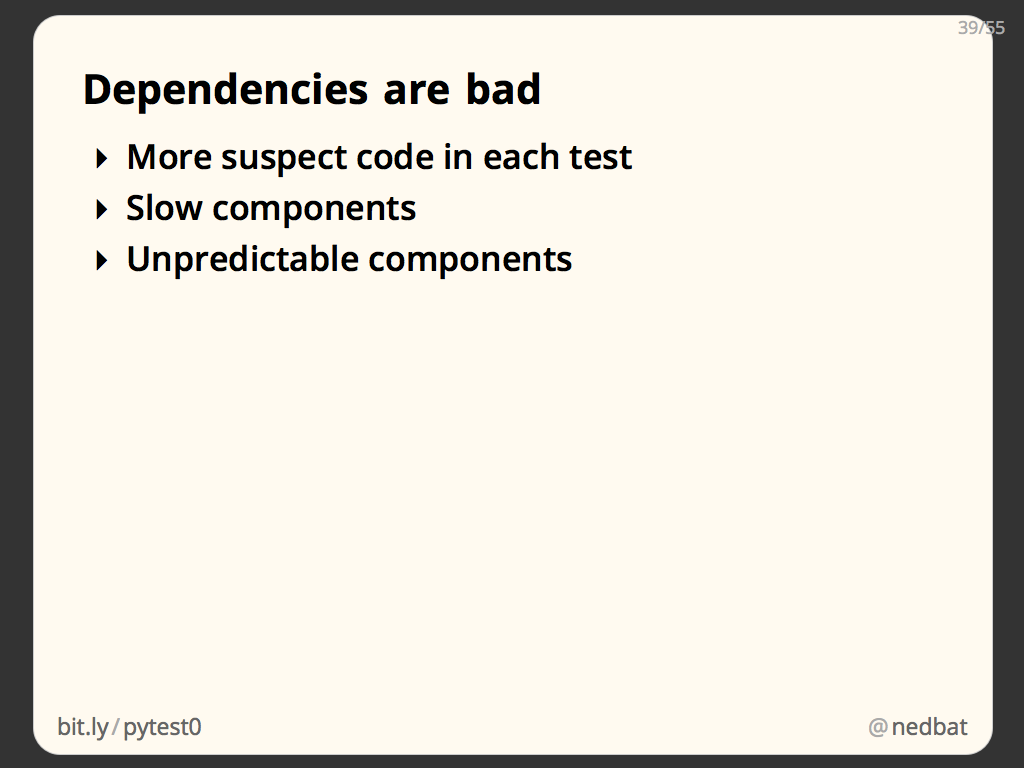 39/55
Dependencies are bad
More suspect code in each test
Slow components
Unpredictable components
bit.ly/pytest0
@nedbat